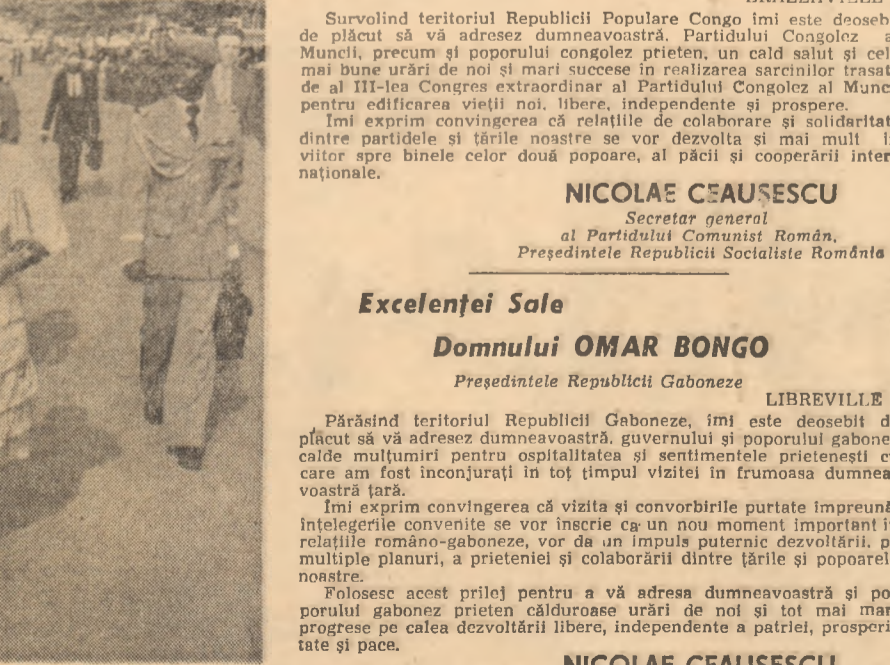 Survolind teritoriul Republicii Populare Congo îmi este deoseb
de plăcut să vă adresez dumneavoastră, Partidului Congolez a
Muncii, precum și poporului congolez prieten, un cald salut și cel
mai bune urări de noi și mari succese în realizarea sarcinilor trasat
de al III-lea Congres extraordinar al Partidului Congolez al Munc
pentru edificarea vieții noi, libere, independente și prospere.
Îmi exprim convingerea că relațiile de colaborare și solidaritat
dintre partidele și țările noastre se vor dezvolta și mai mult î
viitor spre binele celor două popoare, al păcii și cooperării inter
naționale.
NICOLAE CEAUȘESCU
Secretar general
al Partidului Comunist Român,
Președintele Republicii Socialiste România
Excelenței Sale
Domnului OMAR BONGO
Președintele Republicii Gaboneze
LIBREVILLE
Părăsind teritoriul Republicii Gaboneze, îmi este deosebit d
plăcut să vă adresez dumneavoastră, guvernului și poporului gabone
calde mulțumiri pentru ospitalitatea și sentimentele prietenești c
care am fost înconjurați în tot timpul vizitei în frumoasa dumnea
voastră țară.
Îmi exprim convingerea că vizita și convorbirile purtate împreună
înțelegerile convenite se vor înscrie ca un nou moment important î
relațiile româno-gaboneze, vor da un impuls puternic dezvoltării, p
multiple planuri, a prieteniei și colaborării dintre țările și popoarel
noastre.
Folosesc acest prilej pentru a vă adresa dumneavoastră și po
porului gabonez prieten călduroase urări de noi și tot mai mar
progrese pe calea dezvoltării libere, independente a patriei, prosperi
tate și pace.
NICOLAE CEAUȘESCU